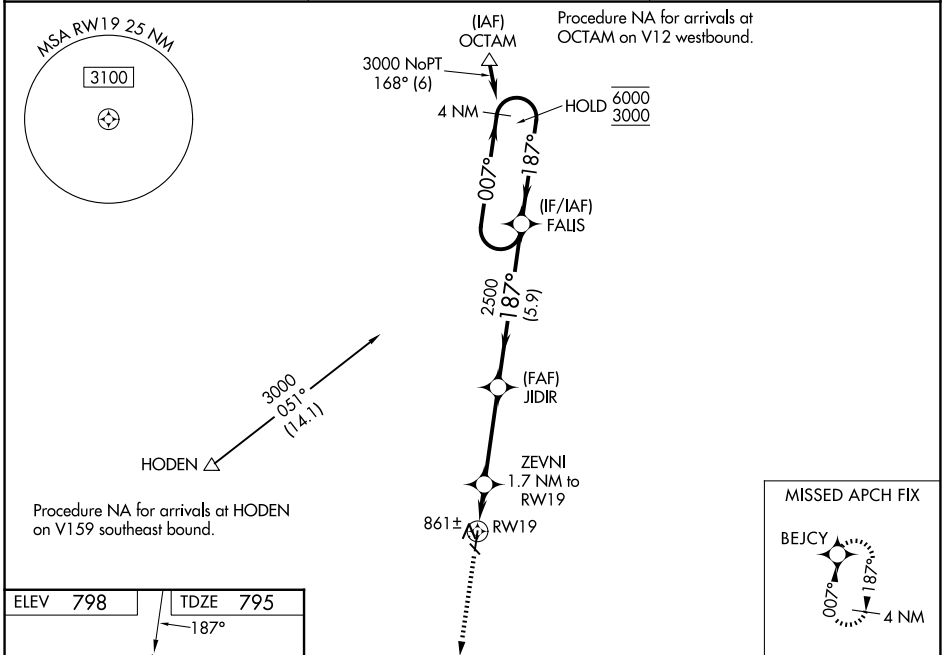 MSA RW19 25 NM
3100
(IAF)
OCTAM
Procedure NA for arrivals at
OCTAM on V12 westbound.
3000 NoPT
168° (6)
4 NM
HOLD
6000
3000
007°
187°
(IF/IAF)
FALIS
2500
187°
(5.9)
(FAF)
JIDIR
3000
051°
(14.1)
HODEN
ZEVNI
1.7 NM to
RW19
Procedure NA for arrivals at HODEN
on V159 southeast bound.
861±
RW19
MISSED APCH FIX
BEJCY
007°
187°
4 NM
ELEV 798
TDZE 795
187°